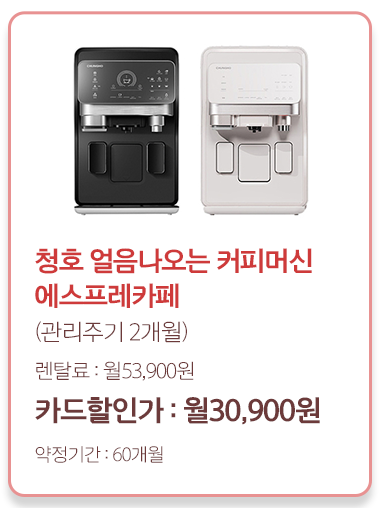 청호 얼음나오는 커피머신
에스프레카페
(관리주기 2개월)
렌탈료 : 월53,900원
카드할인가 : 월30,900원
약정기간 : 60개월